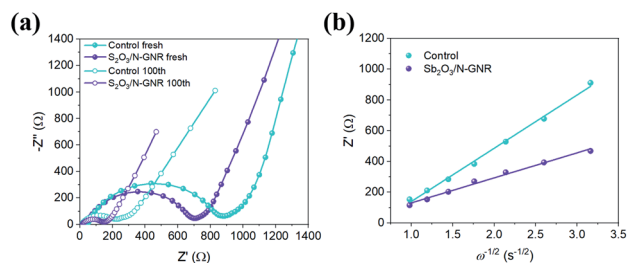 (a)
Control fresh
S₂O₃/N-GNR fresh
Control 100th
S₂O₃/N-GNR 100th
-Z'' (Ω)
1400
1200
1000
800
600
400
200
0
0 200 400 600 800 1000 1200 1400
Z' (Ω)
(b)
Control
Sb₂O₃/N-GNR
Z' (Ω)
1200
1000
800
600
400
200
0
0.5 1.0 1.5 2.0 2.5 3.0 3.5
ω⁻¹/² (s⁻¹/²)